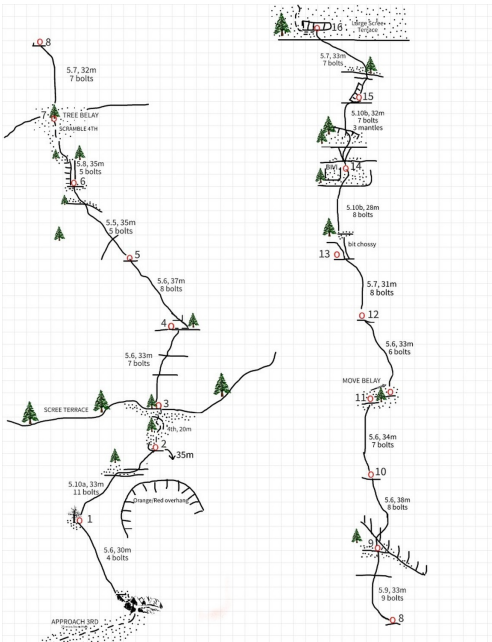 8
5.7, 32m
7 bolts
7
TREE BELAY
SCRAMBLE 4TH
5.8, 35m
5 bolts
6
5.5, 35m
5 bolts
5
5.6, 37m
8 bolts
4
5.6, 33m
7 bolts
SCREE TERRACE
3
4th, 20m
2
35m
5.10a, 33m
11 bolts
Orange/Red overhang
1
5.6, 30m
4 bolts
APPROACH 3RD
16
Large Scree
Terrace
5.7, 33m
7 bolts
15
5.10b, 32m
7 bolts
3 mantles
14
BIVI
5.10b, 28m
8 bolts
bit chossy
13
5.7, 31m
8 bolts
12
5.6, 33m
6 bolts
MOVE BELAY
11
5.6, 34m
7 bolts
10
5.6, 38m
8 bolts
9
5.9, 33m
9 bolts
8